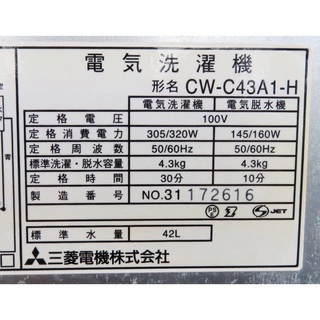 電気洗濯機
形名 CW-C43A1-H
電気洗濯機 電気脱水機
定格電圧 100V
定格消費電力 305/320W 145/160W
定格周波数 50/60Hz 50/60Hz
標準洗濯・脱水容量 4.3kg 4.3kg
定格時間 30分 10分
製造番号 NO.31 172616
JET
標準水量 42L
三菱電機株式会社
青